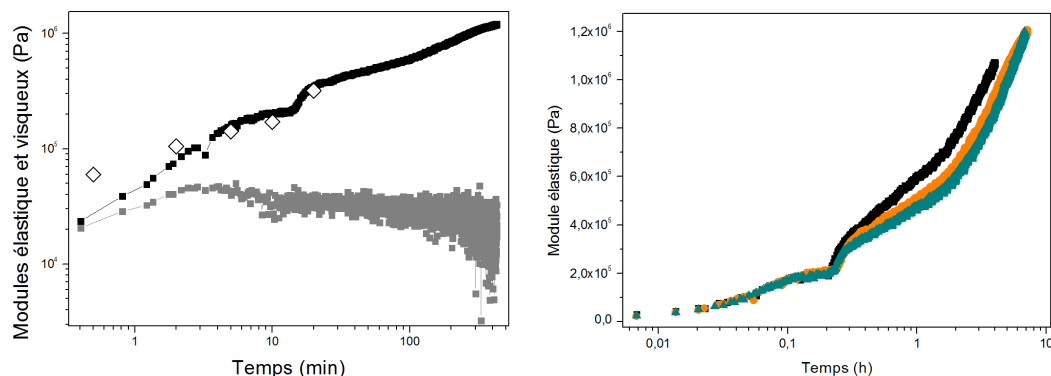 Modules élastique et visqueux (Pa)
10⁶
10⁵
10⁴
1
10
100
Temps (min)
Module élastique (Pa)
1,2x10⁶
1,0x10⁶
8,0x10⁵
6,0x10⁵
4,0x10⁵
2,0x10⁵
0,0
0,01
0,1
1
10
Temps (h)